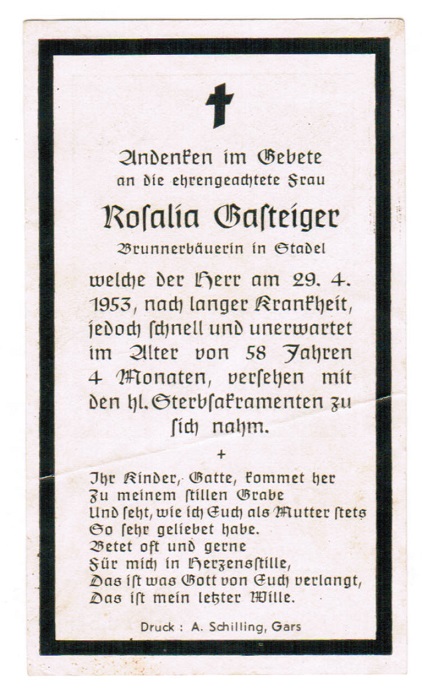 Andenken im Gebete
an die ehrengeachtete Frau
Rosalia Gasteiger
Brunnerbäuerin in Stadel
welche der Herr am 29. 4.
1953, nach langer Krankheit,
jedoch schnell und unerwartet
im Alter von 58 Jahren
4 Monaten, versehen mit
den hl. Sterbsakramenten zu
sich nahm.
Ihr Kinder, Gatte, kommet her
Zu meinem stillen Grabe
Und seht, wie ich Euch als Mutter stets
So sehr geliebet habe.
Betet oft und gerne
Für mich in Herzensstille,
Das ist was Gott von Euch verlangt,
Das ist mein letzter Wille.
Druck : A. Schilling, Gars